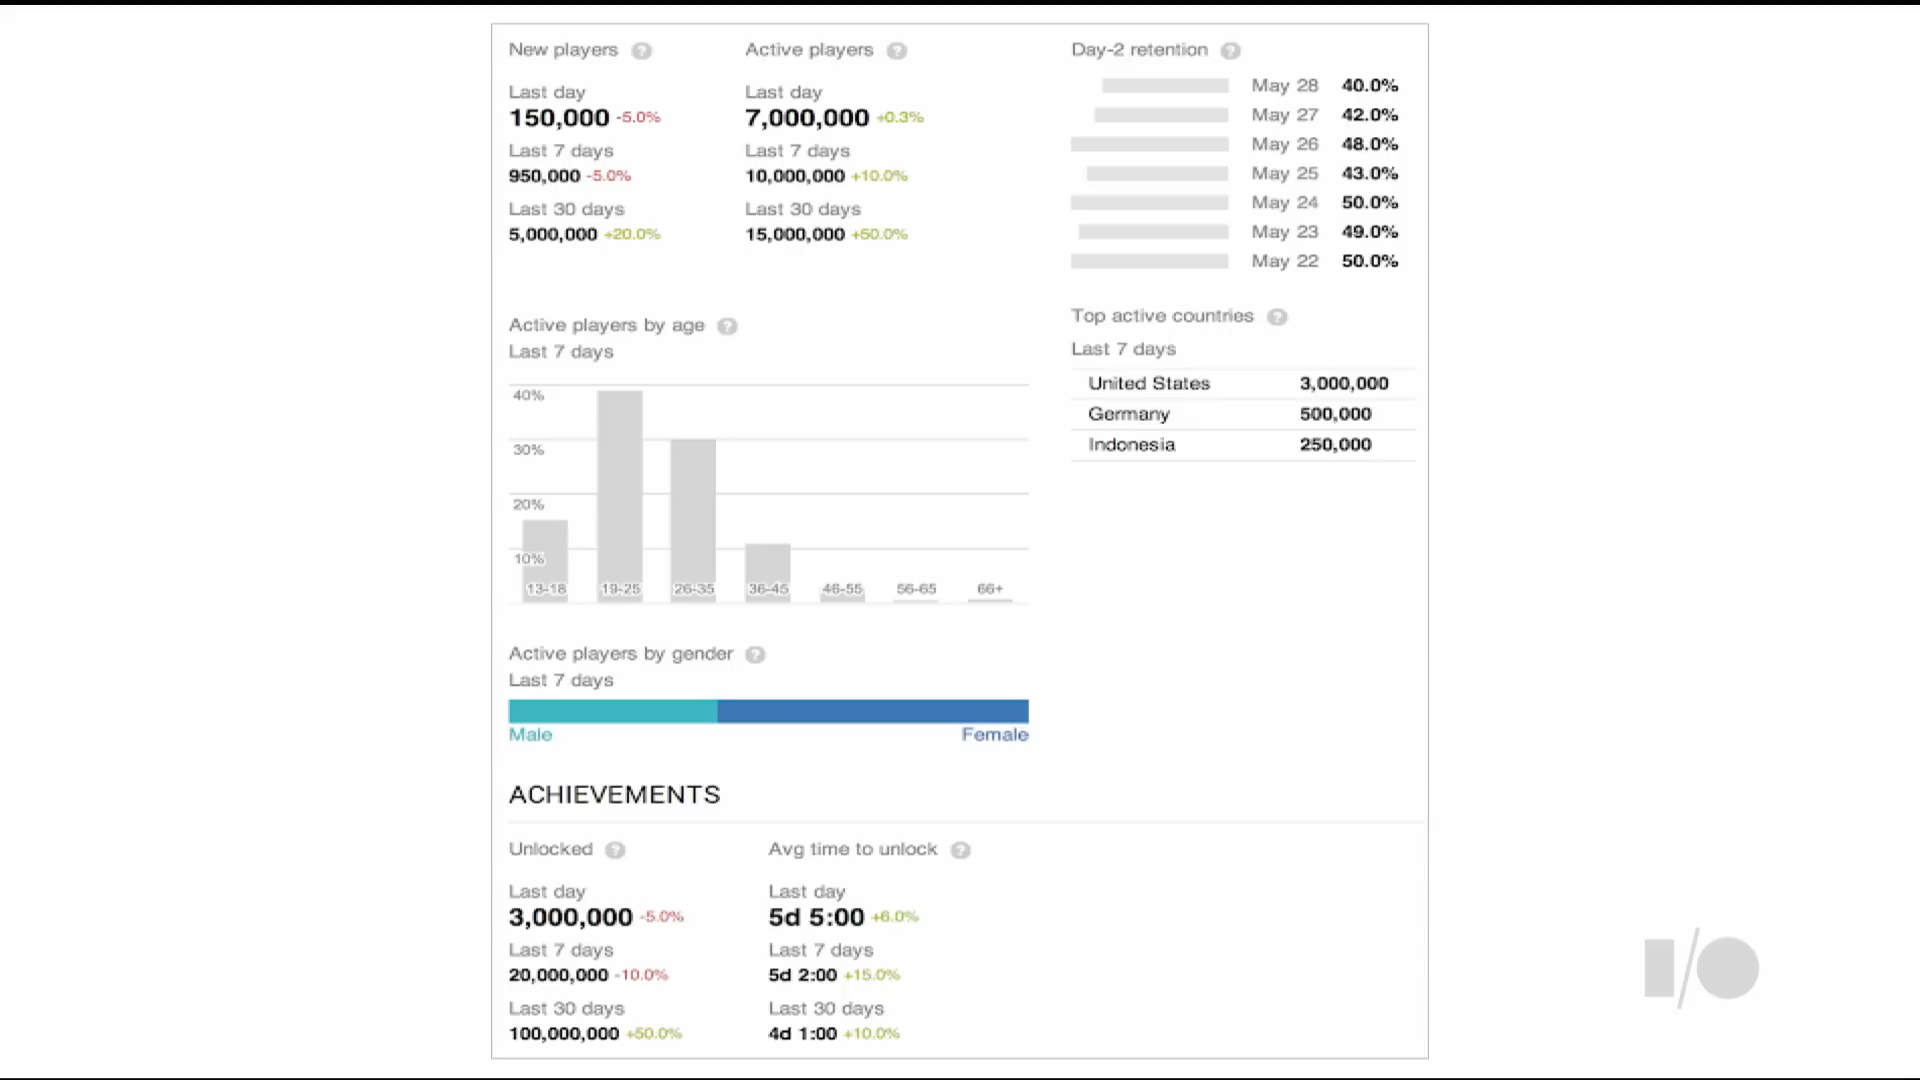 New players ?
Last day
150,000 -5.0%
Last 7 days
950,000 -5.0%
Last 30 days
5,000,000 +20.0%
Active players ?
Last day
7,000,000 +0.3%
Last 7 days
10,000,000 +10.0%
Last 30 days
15,000,000 +50.0%
Day-2 retention ?
May 28 40.0%
May 27 42.0%
May 26 48.0%
May 25 43.0%
May 24 50.0%
May 23 49.0%
May 22 50.0%
Active players by age ?
Last 7 days
40%
30%
20%
10%
13-18 19-25 26-35 36-45 46-55 56-65 66+
Top active countries ?
Last 7 days
United States 3,000,000
Germany 500,000
Indonesia 250,000
Active players by gender ?
Last 7 days
Male Female
ACHIEVEMENTS
Unlocked ?
Last day
3,000,000 -5.0%
Last 7 days
20,000,000 -10.0%
Last 30 days
100,000,000 +50.0%
Avg time to unlock ?
Last day
5d 5:00 +6.0%
Last 7 days
5d 2:00 +15.0%
Last 30 days
4d 1:00 +10.0%
I/O